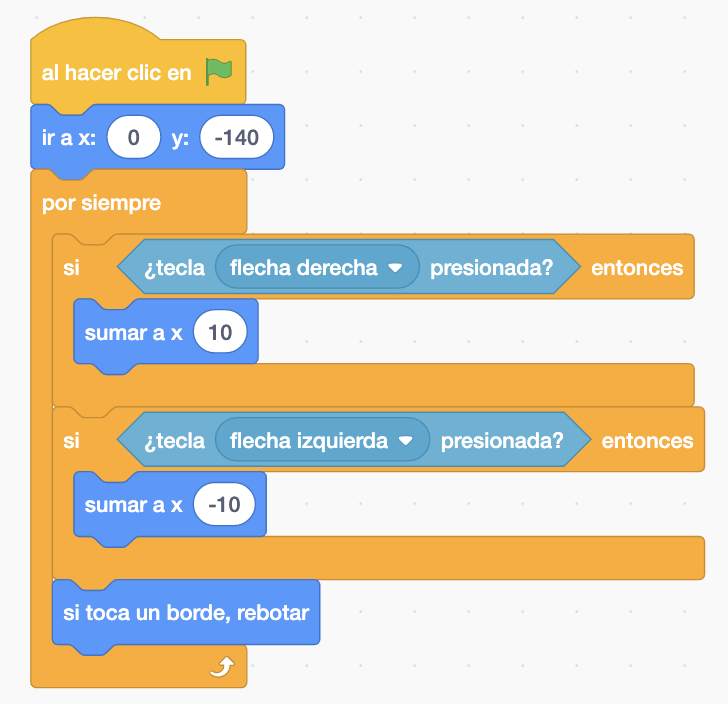 al hacer clic en
ir a x: 0 y: -140
por siempre
si ¿tecla flecha derecha presionada? entonces
sumar a x 10
si ¿tecla flecha izquierda presionada? entonces
sumar a x -10
si toca un borde, rebotar